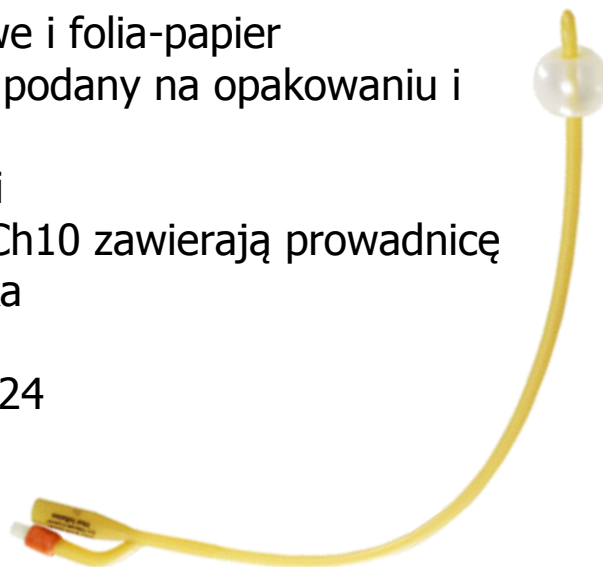 we i folia-papier
podany na opakowaniu i
i
Ch10 zawierają prowadnicę
a
24